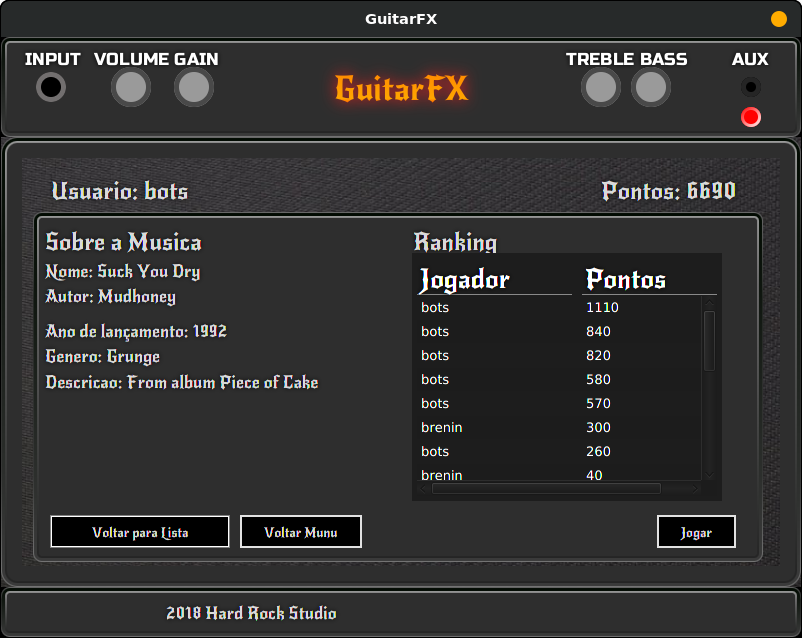 GuitarFX
INPUT VOLUME GAIN TREBLE BASS AUX
GuitarFX
Usuario: bots Pontos: 6690
Sobre a Musica
Nome: Suck You Dry
Autor: Mudhoney
Ano de lançamento: 1992
Genero: Grunge
Descricao: From album Piece of Cake
Ranking
Jogador Pontos
bots 1110
bots 840
bots 820
bots 580
bots 570
brenin 300
bots 260
brenin 40
Voltar para Lista Voltar Munu Jogar
2018 Hard Rock Studio